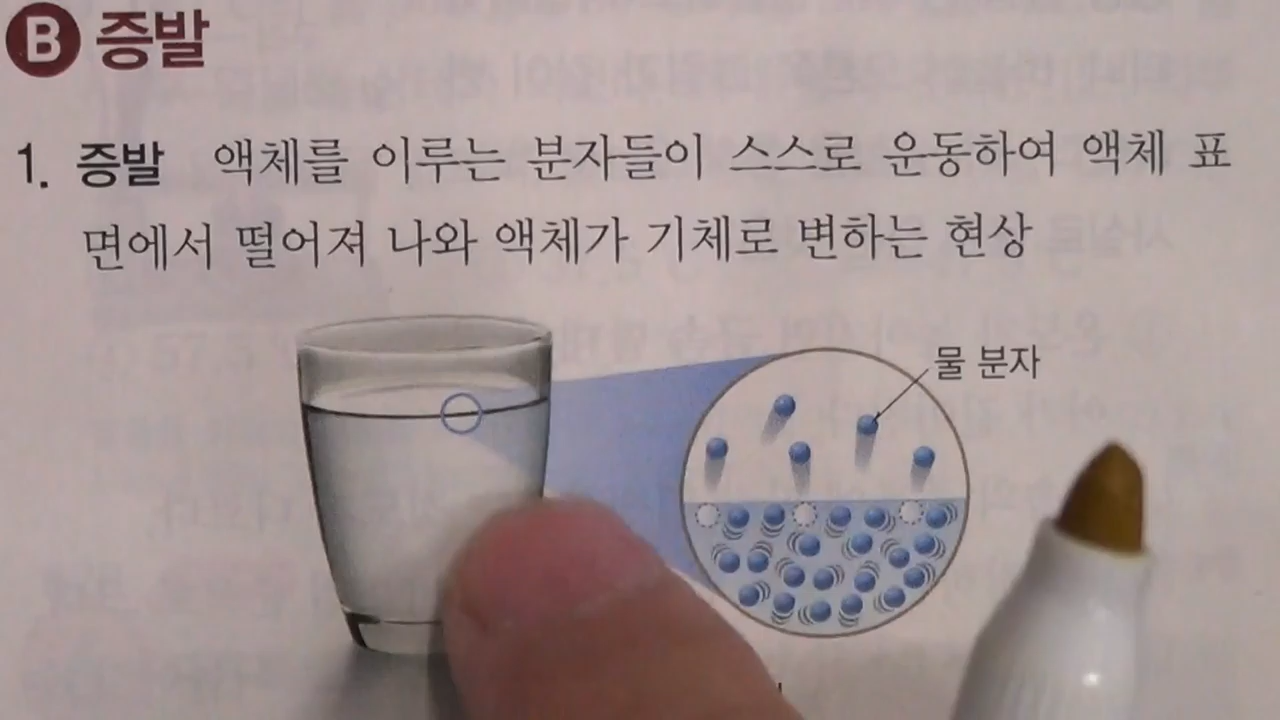 B 증발
1. 증발 액체를 이루는 분자들이 스스로 운동하여 액체 표
면에서 떨어져 나와 액체가 기체로 변하는 현상
물 분자